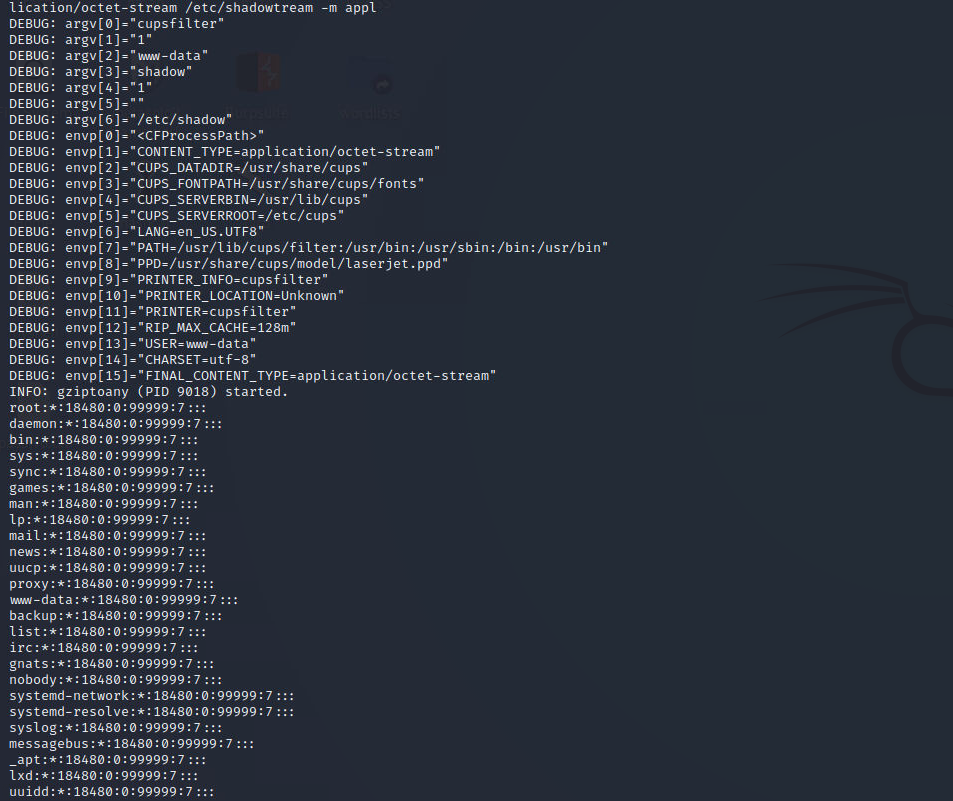 lication/octet-stream /etc/shadowtream -m appl
DEBUG: argv[0]="cupsfilter"
DEBUG: argv[1]="1"
DEBUG: argv[2]="www-data"
DEBUG: argv[3]="shadow"
DEBUG: argv[4]="1"
DEBUG: argv[5]=""
DEBUG: argv[6]="/etc/shadow"
DEBUG: envp[0]="<CFProcessPath>"
DEBUG: envp[1]="CONTENT_TYPE=application/octet-stream"
DEBUG: envp[2]="CUPS_DATADIR=/usr/share/cups"
DEBUG: envp[3]="CUPS_FONTPATH=/usr/share/cups/fonts"
DEBUG: envp[4]="CUPS_SERVERBIN=/usr/lib/cups"
DEBUG: envp[5]="CUPS_SERVERROOT=/etc/cups"
DEBUG: envp[6]="LANG=en_US.UTF8"
DEBUG: envp[7]="PATH=/usr/lib/cups/filter:/usr/bin:/usr/sbin:/bin:/usr/bin"
DEBUG: envp[8]="PPD=/usr/share/cups/model/laserjet.ppd"
DEBUG: envp[9]="PRINTER_INFO=cupsfilter"
DEBUG: envp[10]="PRINTER_LOCATION=Unknown"
DEBUG: envp[11]="PRINTER=cupsfilter"
DEBUG: envp[12]="RIP_MAX_CACHE=128m"
DEBUG: envp[13]="USER=www-data"
DEBUG: envp[14]="CHARSET=utf-8"
DEBUG: envp[15]="FINAL_CONTENT_TYPE=application/octet-stream"
INFO: gziptoany (PID 9018) started.
root:*:18480:0:99999:7:::
daemon:*:18480:0:99999:7:::
bin:*:18480:0:99999:7:::
sys:*:18480:0:99999:7:::
sync:*:18480:0:99999:7:::
games:*:18480:0:99999:7:::
man:*:18480:0:99999:7:::
lp:*:18480:0:99999:7:::
mail:*:18480:0:99999:7:::
news:*:18480:0:99999:7:::
uucp:*:18480:0:99999:7:::
proxy:*:18480:0:99999:7:::
www-data:*:18480:0:99999:7:::
backup:*:18480:0:99999:7:::
list:*:18480:0:99999:7:::
irc:*:18480:0:99999:7:::
gnats:*:18480:0:99999:7:::
nobody:*:18480:0:99999:7:::
systemd-network:*:18480:0:99999:7:::
systemd-resolve:*:18480:0:99999:7:::
syslog:*:18480:0:99999:7:::
messagebus:*:18480:0:99999:7:::
_apt:*:18480:0:99999:7:::
lxd:*:18480:0:99999:7:::
uuidd:*:18480:0:99999:7:::